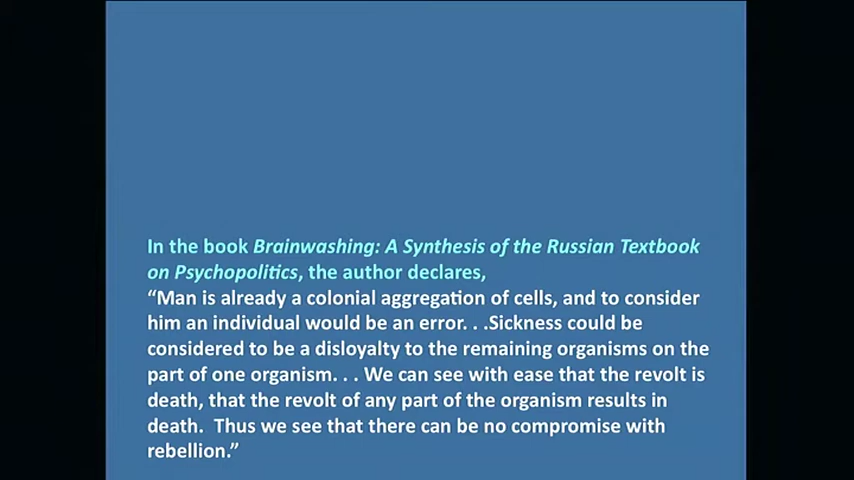 In the book Brainwashing: A Synthesis of the Russian Textbook
on Psychopolitics, the author declares,
“Man is already a colonial aggregation of cells, and to consider
him an individual would be an error. . .Sickness could be
considered to be a disloyalty to the remaining organisms on the
part of one organism. . . We can see with ease that the revolt is
death, that the revolt of any part of the organism results in
death.  Thus we see that there can be no compromise with
rebellion.”